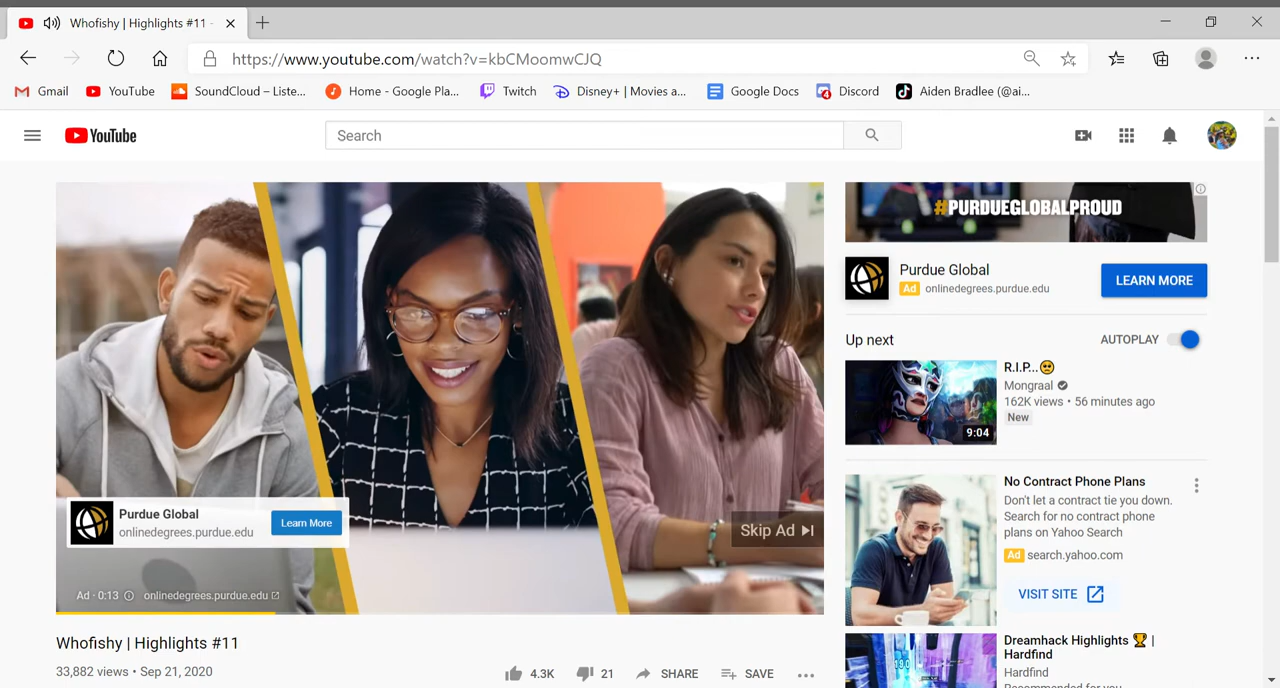 Whofishy | Highlights #11 -
https://www.youtube.com/watch?v=kbCMoomwCJQ
Gmail
YouTube
SoundCloud – Liste...
Home - Google Pla...
Twitch
Disney+ | Movies a...
Google Docs
Discord
Aiden Bradlee (@ai...
YouTube
Search
#PURDUEGLOBALPROUD
Purdue Global
Ad onlinedegrees.purdue.edu
LEARN MORE
Up next
AUTOPLAY
R.I.P...🥺
Mongraal
162K views • 56 minutes ago
New
9:04
No Contract Phone Plans
Don't let a contract tie you down.
Search for no contract phone
plans on Yahoo Search
Ad search.yahoo.com
VISIT SITE
Dreamhack Highlights 🏆 |
Hardfind
Hardfind
Purdue Global
onlinedegrees.purdue.edu
Learn More
Skip Ad
Ad · 0:13
onlinedegrees.purdue.edu
Whofishy | Highlights #11
33,882 views • Sep 21, 2020
4.3K
21
SHARE
SAVE